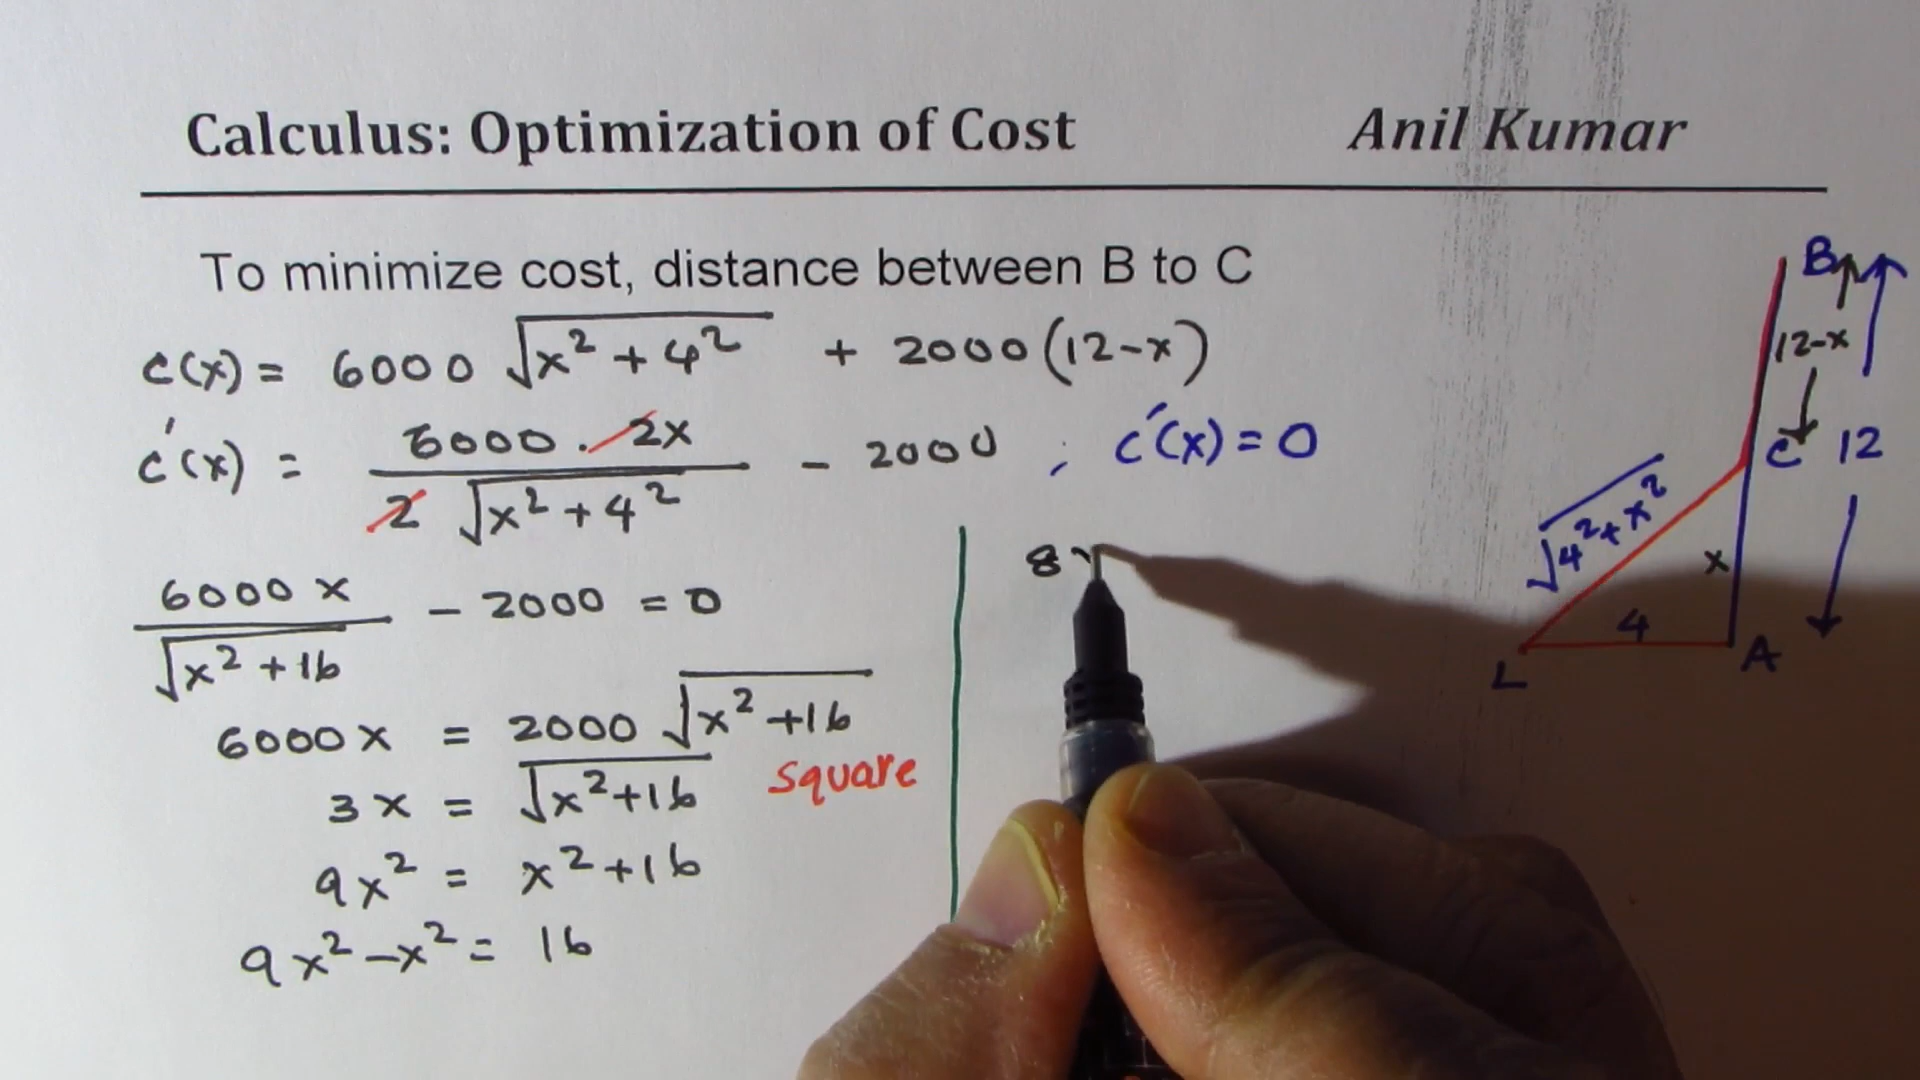 Calculus: Optimization of Cost Anil Kumar
To minimize cost, distance between B to C
c(x) = 6000 √(x² + 4²) + 2000 (12-x)
c'(x) = 6000 · 2x / 2 √(x² + 4²) - 2000 ; c'(x) = 0
6000 x / √(x² + 16) - 2000 = 0
6000 x = 2000 √(x² + 16)
3x = √(x² + 16) square
9x² = x² + 16
9x² - x² = 16
8
B
12-x
C 12
√(4² + x²)
x
4
L A